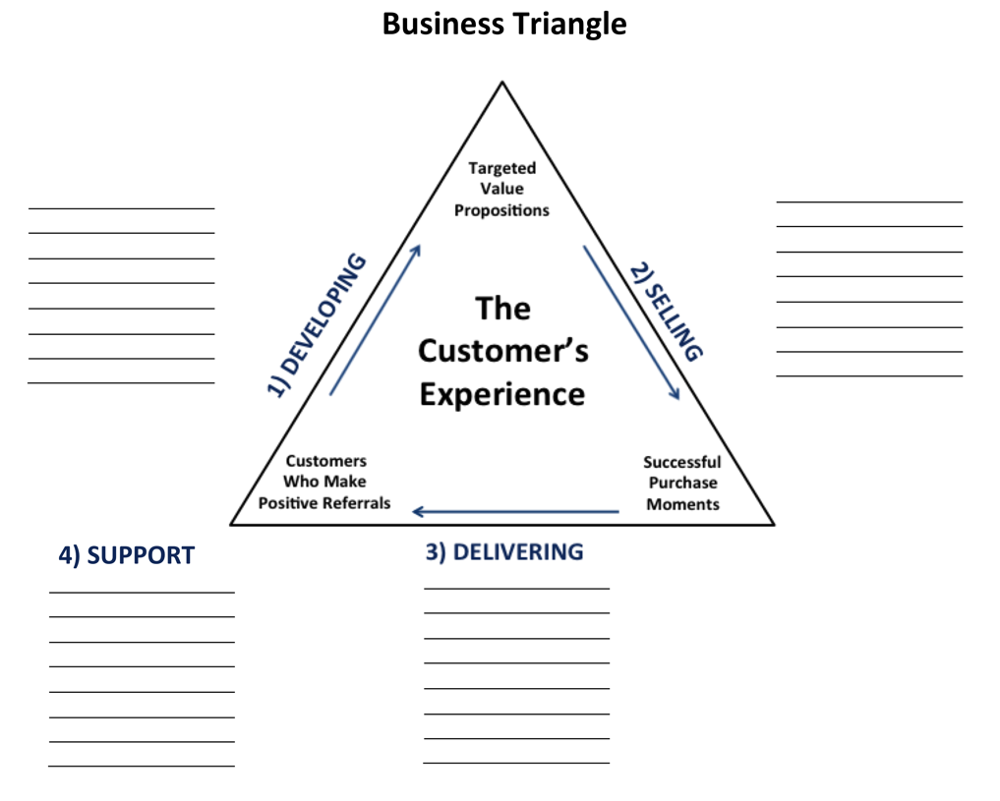 Business Triangle
Targeted
Value
Propositions
1) DEVELOPING
2) SELLING
The
Customer’s
Experience
Customers
Who Make
Positive Referrals
Successful
Purchase
Moments
4) SUPPORT
3) DELIVERING